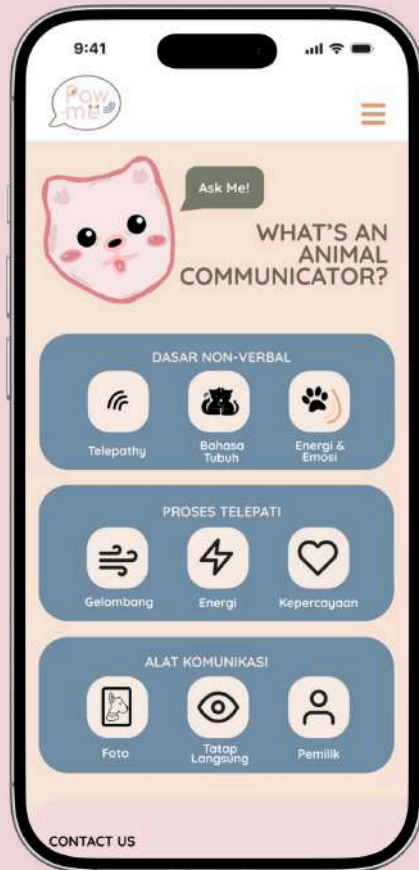 9:41
Paw
-me
Ask Me!
WHAT'S AN
ANIMAL
COMMUNICATOR?
DASAR NON-VERBAL
Telepathy
Bahasa
Tubuh
Energi &
Emosi
PROSES TELEPATI
Gelombang
Energi
Kepercayaan
ALAT KOMUNIKASI
Foto
Tatap
Langsung
Pemilik
CONTACT US